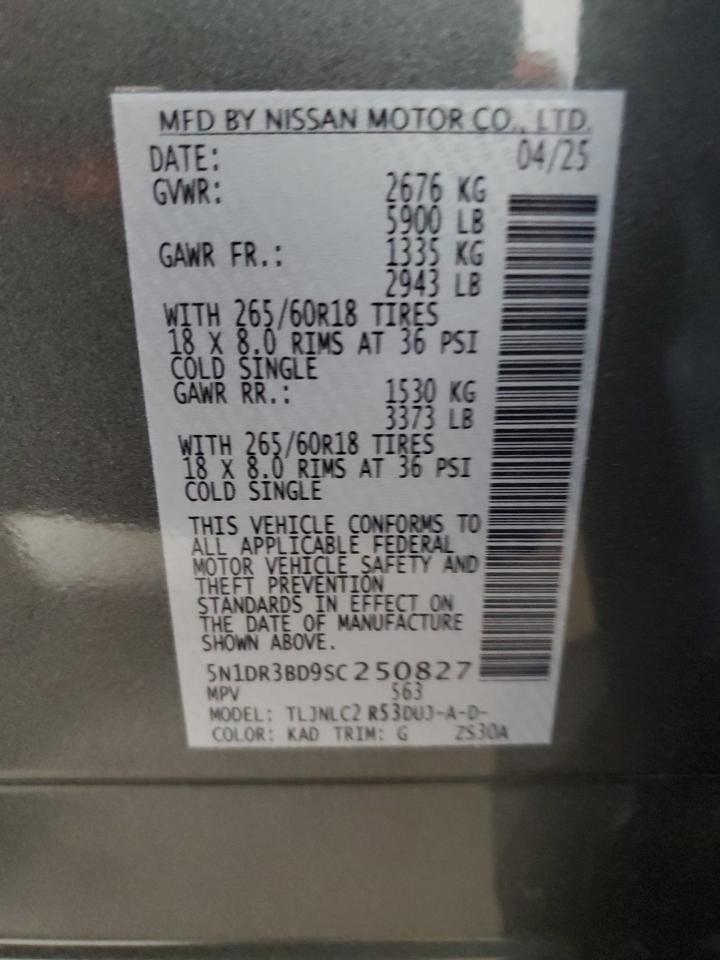 MFD BY NISSAN MOTOR CO., LTD.
DATE: 04/25
GVWR: 2676 KG
5900 LB
GAWR FR.: 1335 KG
2943 LB
WITH 265/60R18 TIRES
18 X 8.0 RIMS AT 36 PSI
COLD SINGLE
GAWR RR.: 1530 KG
3373 LB
WITH 265/60R18 TIRES
18 X 8.0 RIMS AT 36 PSI
COLD SINGLE
THIS VEHICLE CONFORMS TO
ALL APPLICABLE FEDERAL
MOTOR VEHICLE SAFETY AND
THEFT PREVENTION
STANDARDS IN EFFECT ON
THE DATE OF MANUFACTURE
SHOWN ABOVE.
5N1DR3BD9SC250827
MPV 563
MODEL: TLJNLC2 R53DUJ-A-D-
COLOR: KAD TRIM: G ZS30A